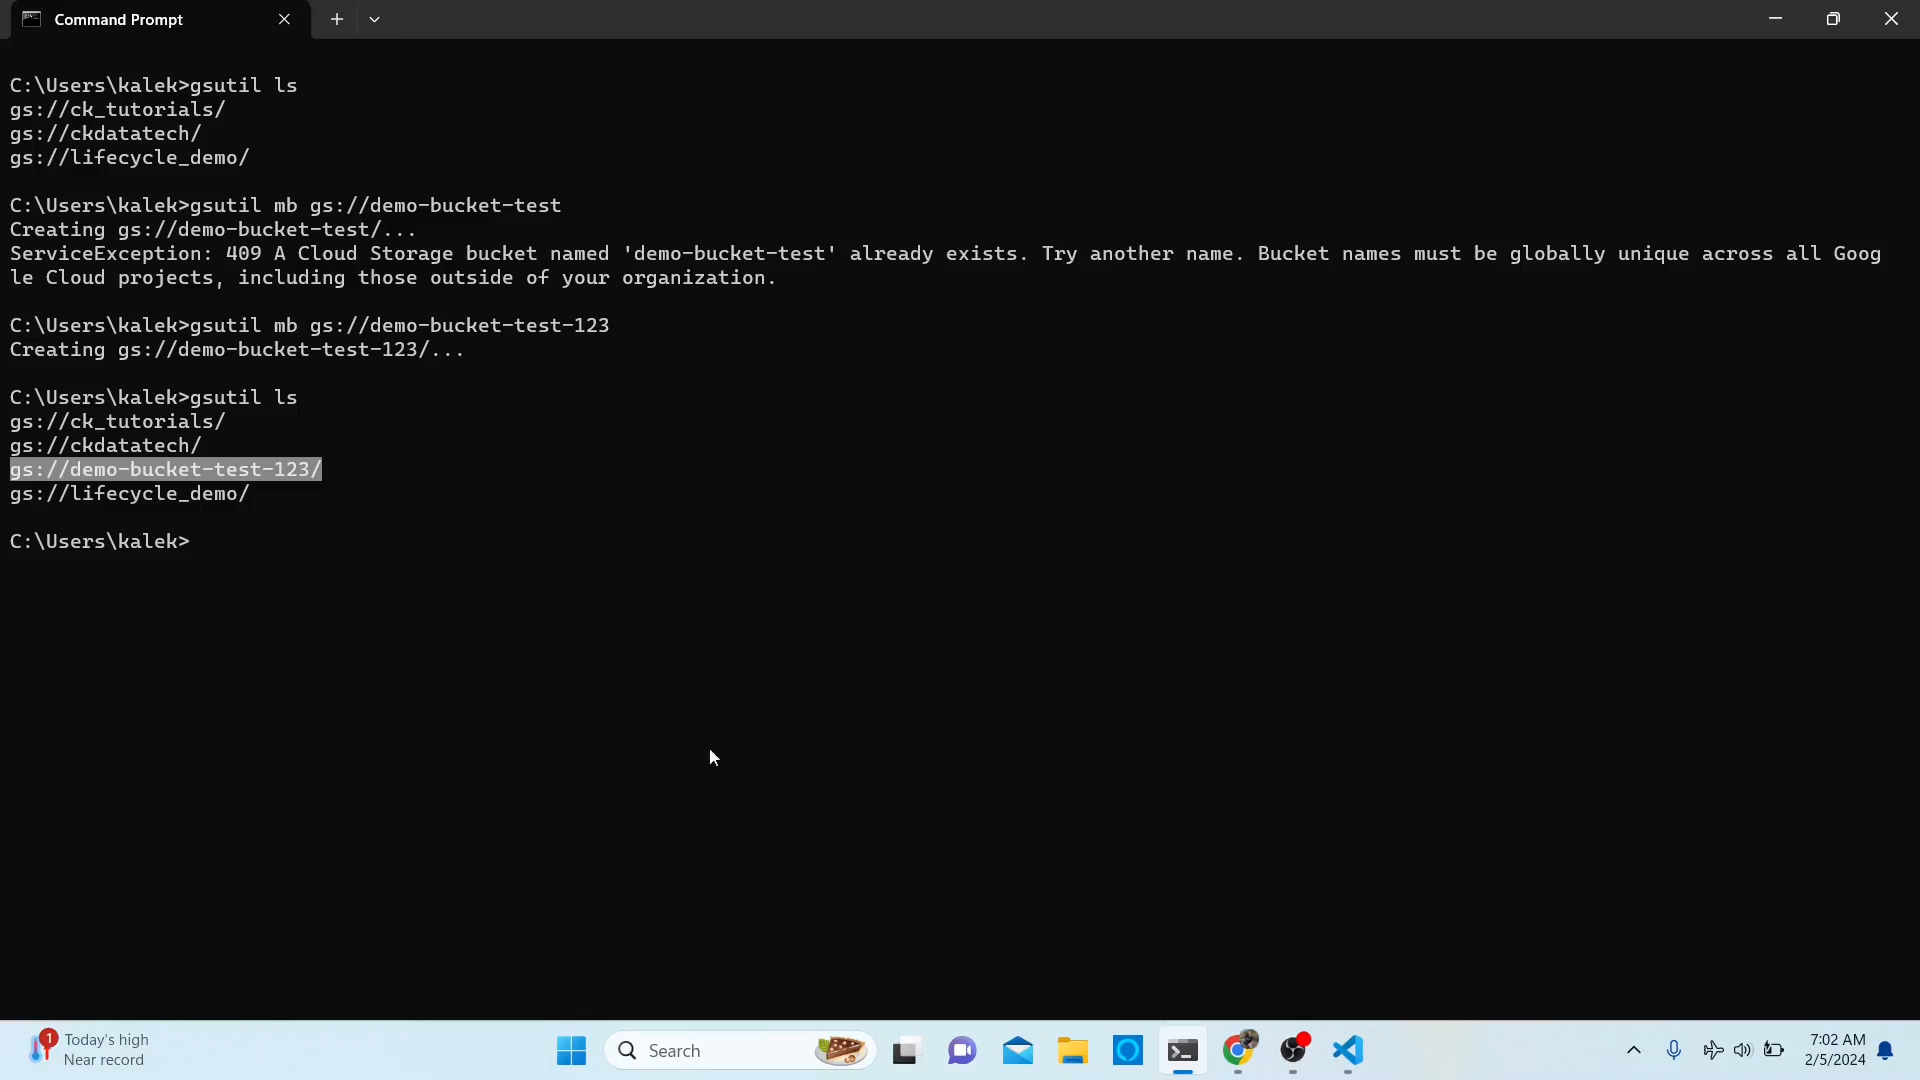 Command Prompt
C:\Users\kalek>gsutil ls
gs://ck_tutorials/
gs://ckdatatech/
gs://lifecycle_demo/
C:\Users\kalek>gsutil mb gs://demo-bucket-test
Creating gs://demo-bucket-test/...
ServiceException: 409 A Cloud Storage bucket named 'demo-bucket-test' already exists. Try another name. Bucket names must be globally unique across all Goog
le Cloud projects, including those outside of your organization.
C:\Users\kalek>gsutil mb gs://demo-bucket-test-123
Creating gs://demo-bucket-test-123/...
C:\Users\kalek>gsutil ls
gs://ck_tutorials/
gs://ckdatatech/
gs://demo-bucket-test-123/
gs://lifecycle_demo/
C:\Users\kalek>
1
Today's high
Near record
Search
7:02 AM
2/5/2024